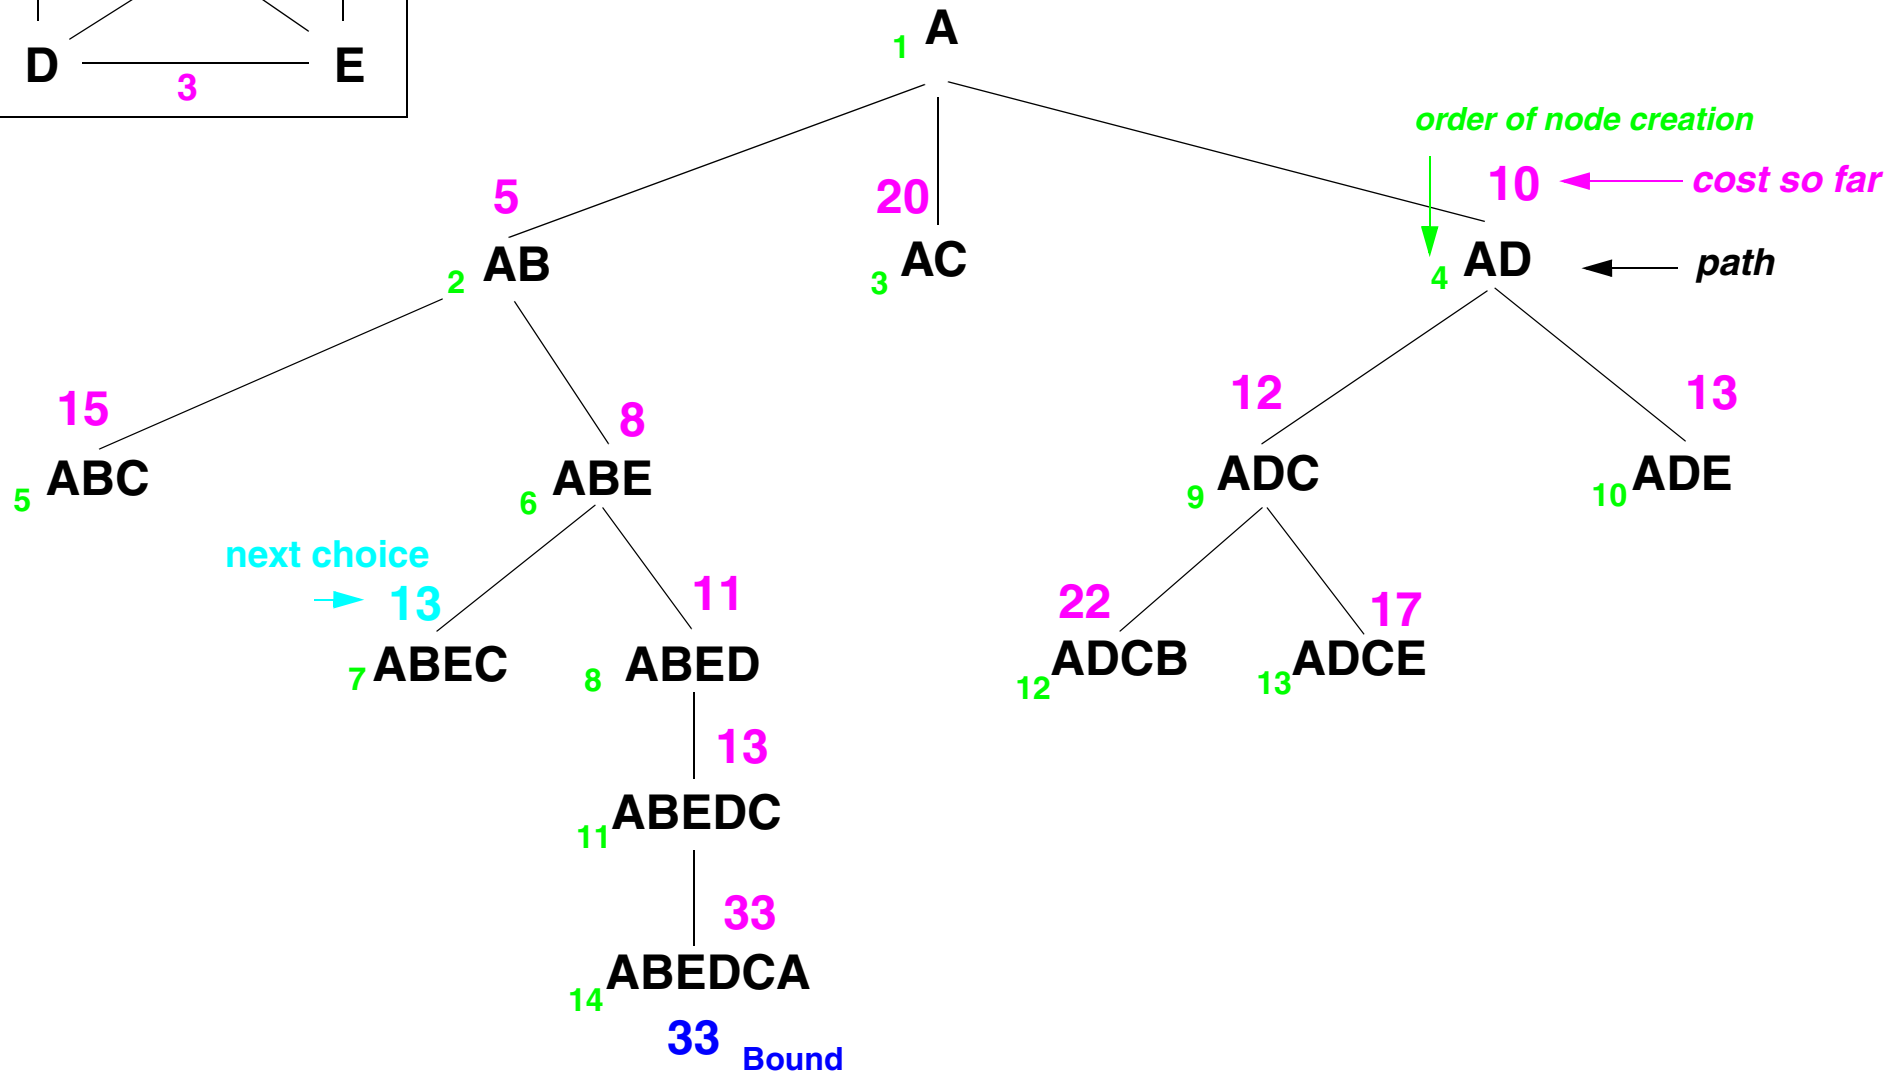 A
1
D
E
3
order of node creation
5
20
10
cost so far
AB
2
AC
3
AD
4
path
15
8
12
13
ABC
5
ABE
6
ADC
9
ADE
10
next choice
13
11
22
17
ABEC
7
ABED
8
ADCB
12
ADCE
13
13
ABEDC
11
33
ABEDCA
14
33
Bound